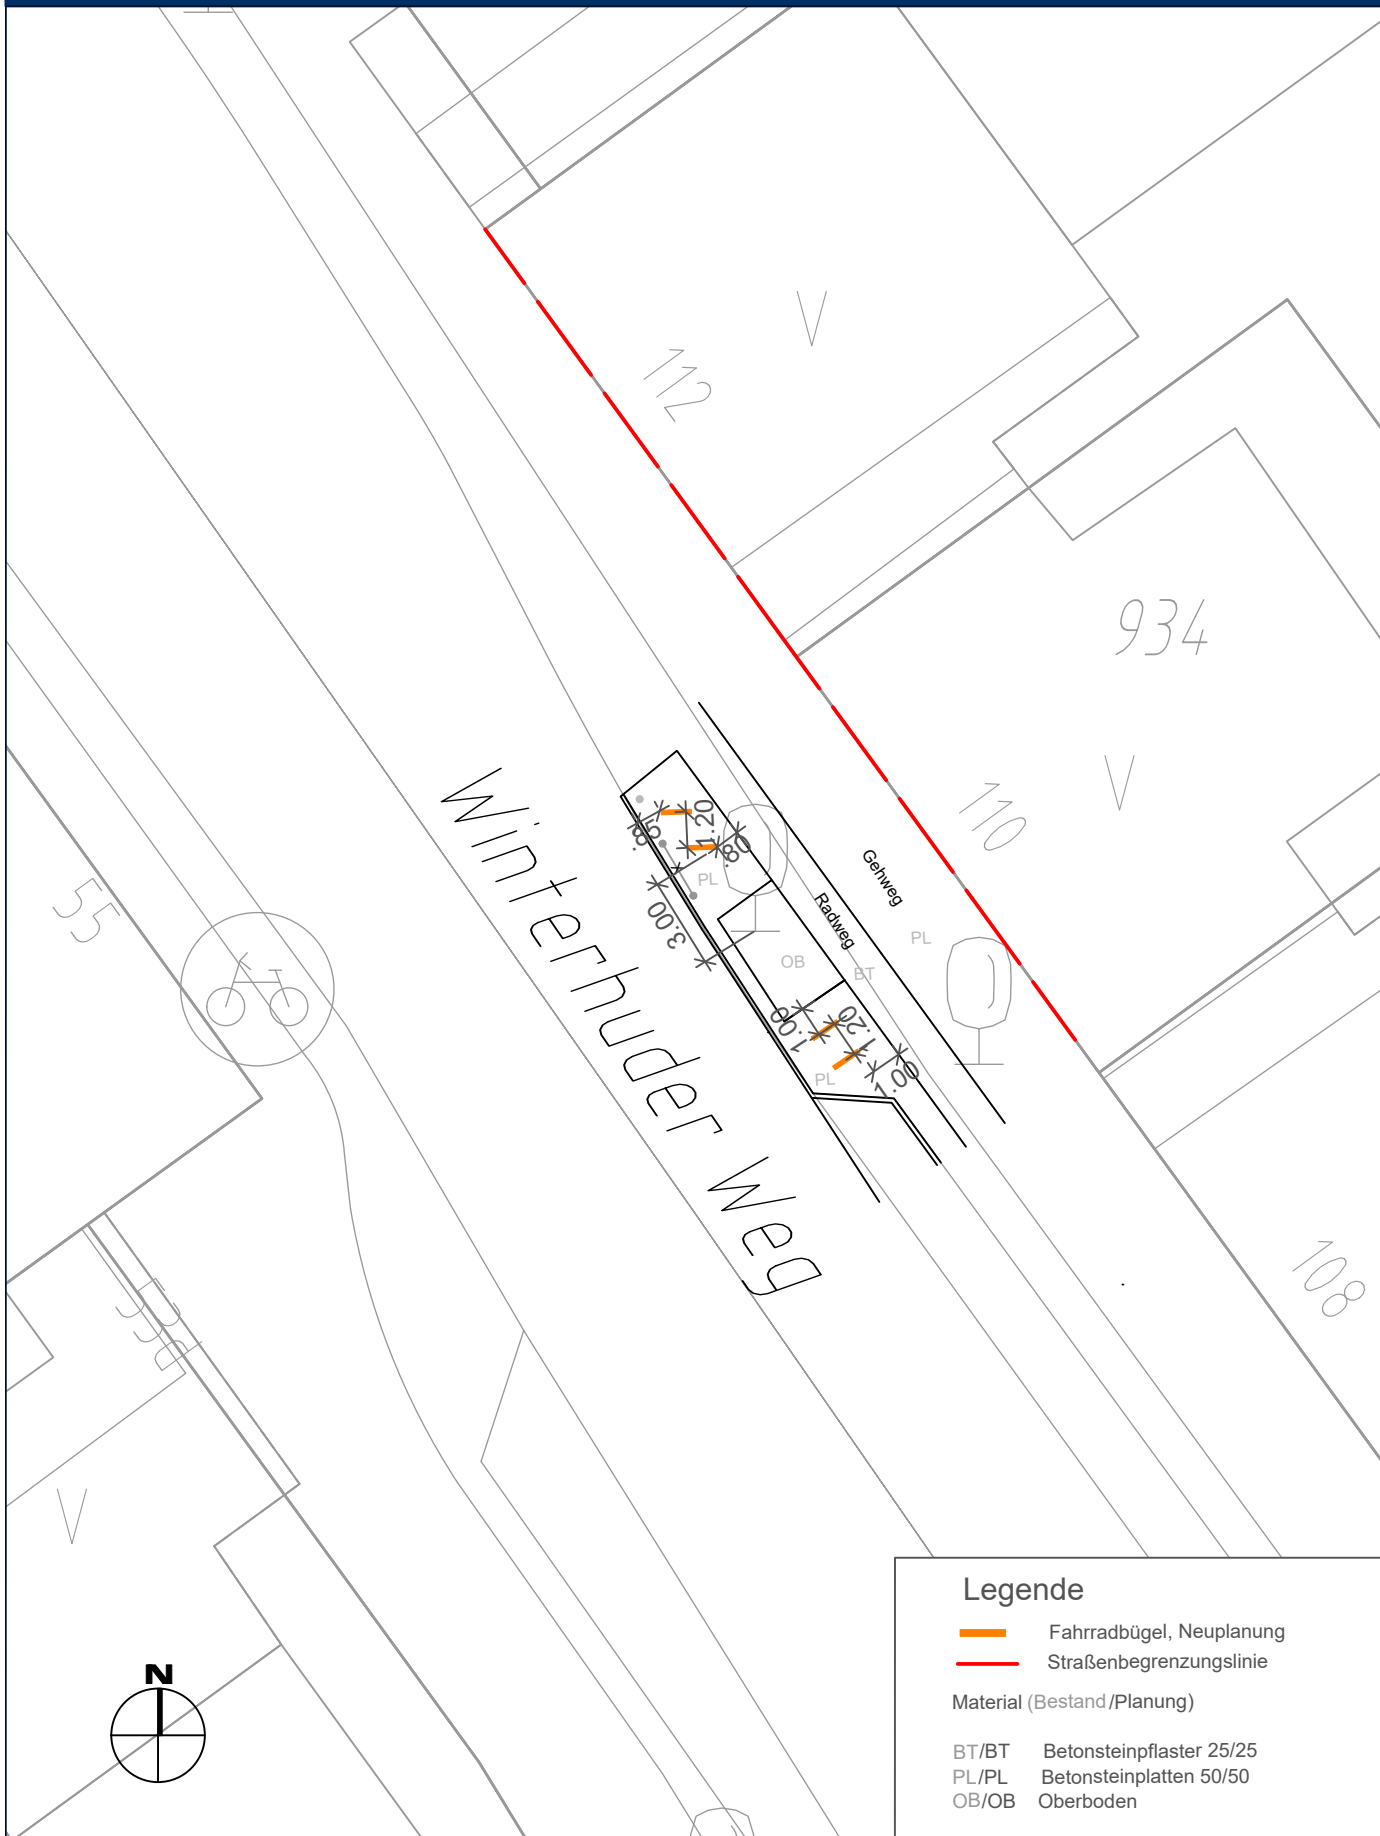 112
V
934
V
110
1.20
.95
.80
PL
Gehweg
Radweg
PL
3.00
OB
BT
1.00
1.20
PL
1.00
Winterhuder Weg
55
108
V
N
Legende
Fahrradbügel, Neuplanung
Straßenbegrenzungslinie
Material (Bestand/Planung)
BT/BT Betonsteinpflaster 25/25
PL/PL Betonsteinplatten 50/50
OB/OB Oberboden